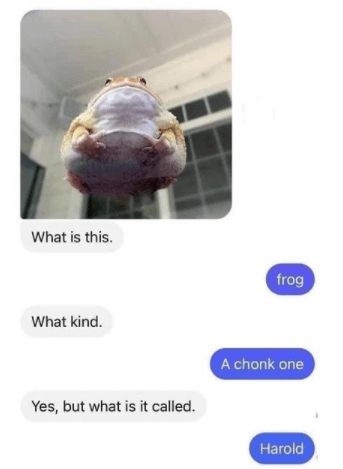 What is this.
frog
What kind.
A chonk one
Yes, but what is it called.
Harold